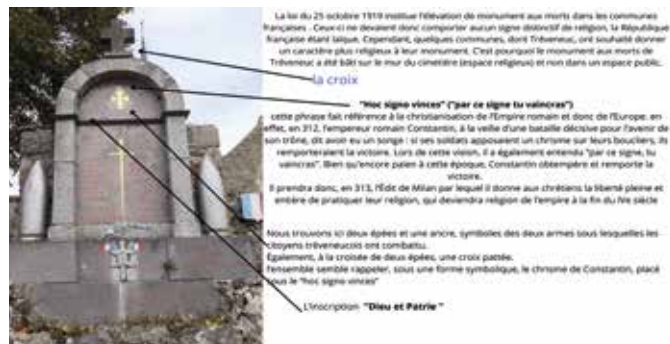 La loi du 25 octobre 1919 institue l'élévation de monument aux morts dans les communes
françaises . Ceux-ci ne devaient donc comporter aucun signe distinctif de religion, la République
française étant laïque. Cependant, quelques communes, dont Tréveneuc, ont souhaité donner
un caractère plus religieux à leur monument. C'est pourquoi le monument aux morts de
Tréveneuc a été bâti sur le mur du cimetière (espace religieux) et non dans un espace public.
la croix
"Hoc signo vinces" ("par ce signe tu vaincras")
cette phrase fait référence à la christianisation de l'Empire romain et donc de l'Europe. en
effet, en 312, l'empereur romain Constantin, à la veille d'une bataille décisive pour l'avenir de
son trône, dit avoir eu un songe : si ses soldats apposaient un chrisme sur leurs boucliers, ils
remporteraient la victoire. Lors de cette vision, il a également entendu "par ce signe, tu
vaincras". Bien qu'encore païen à cette époque, Constantin obtempère et remporte la
victoire.
Il prendra donc, en 313, l'Édit de Milan par lequel il donne aux chrétiens la liberté pleine et
entière de pratiquer leur religion, qui deviendra religion de l'empire à la fin du IVe siècle
Nous trouvons ici deux épées et une ancre, symboles des deux armes sous lesquelles les
citoyens tréveneucois ont combattu.
Également, à la croisée de deux épées, une croix pattée.
l'ensemble semble rappeler, sous une forme symbolique, le chrisme de Constantin, placé
sous le "hoc signo vinces"
L'inscription "Dieu et Patrie "